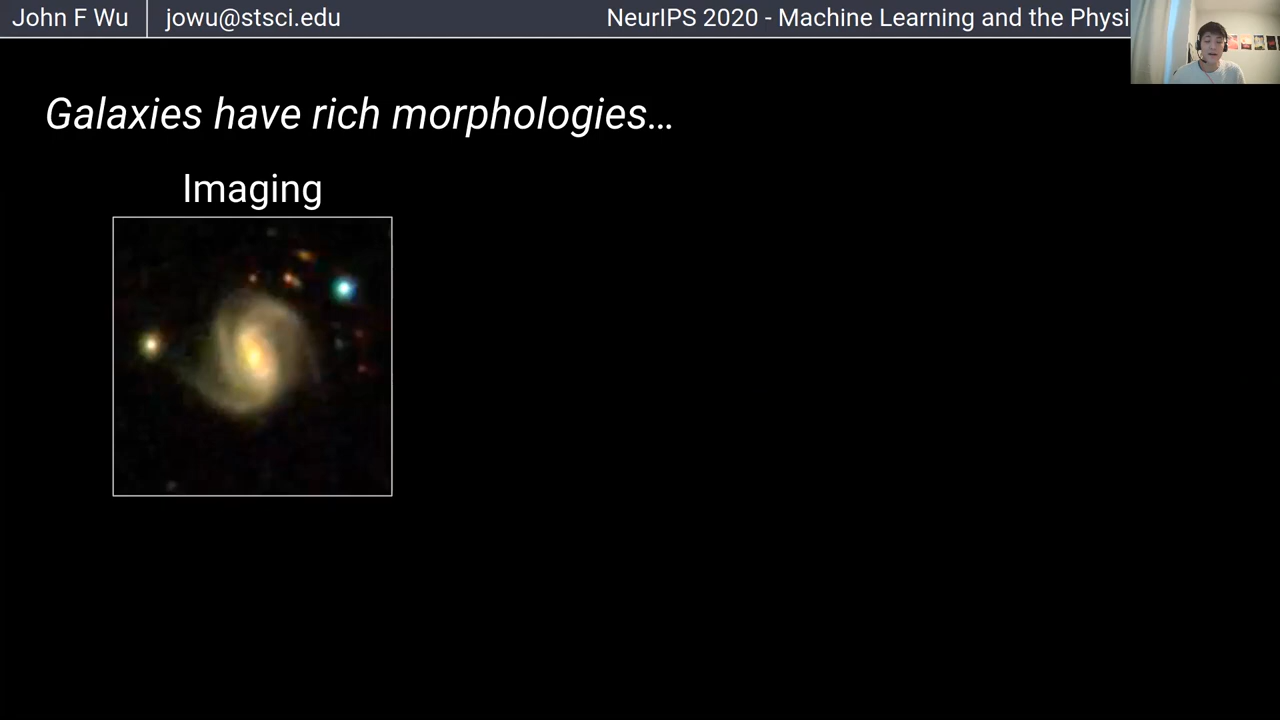 John F Wu
jowu@stsci.edu
NeurIPS 2020 - Machine Learning and the Physi
Galaxies have rich morphologies…
Imaging